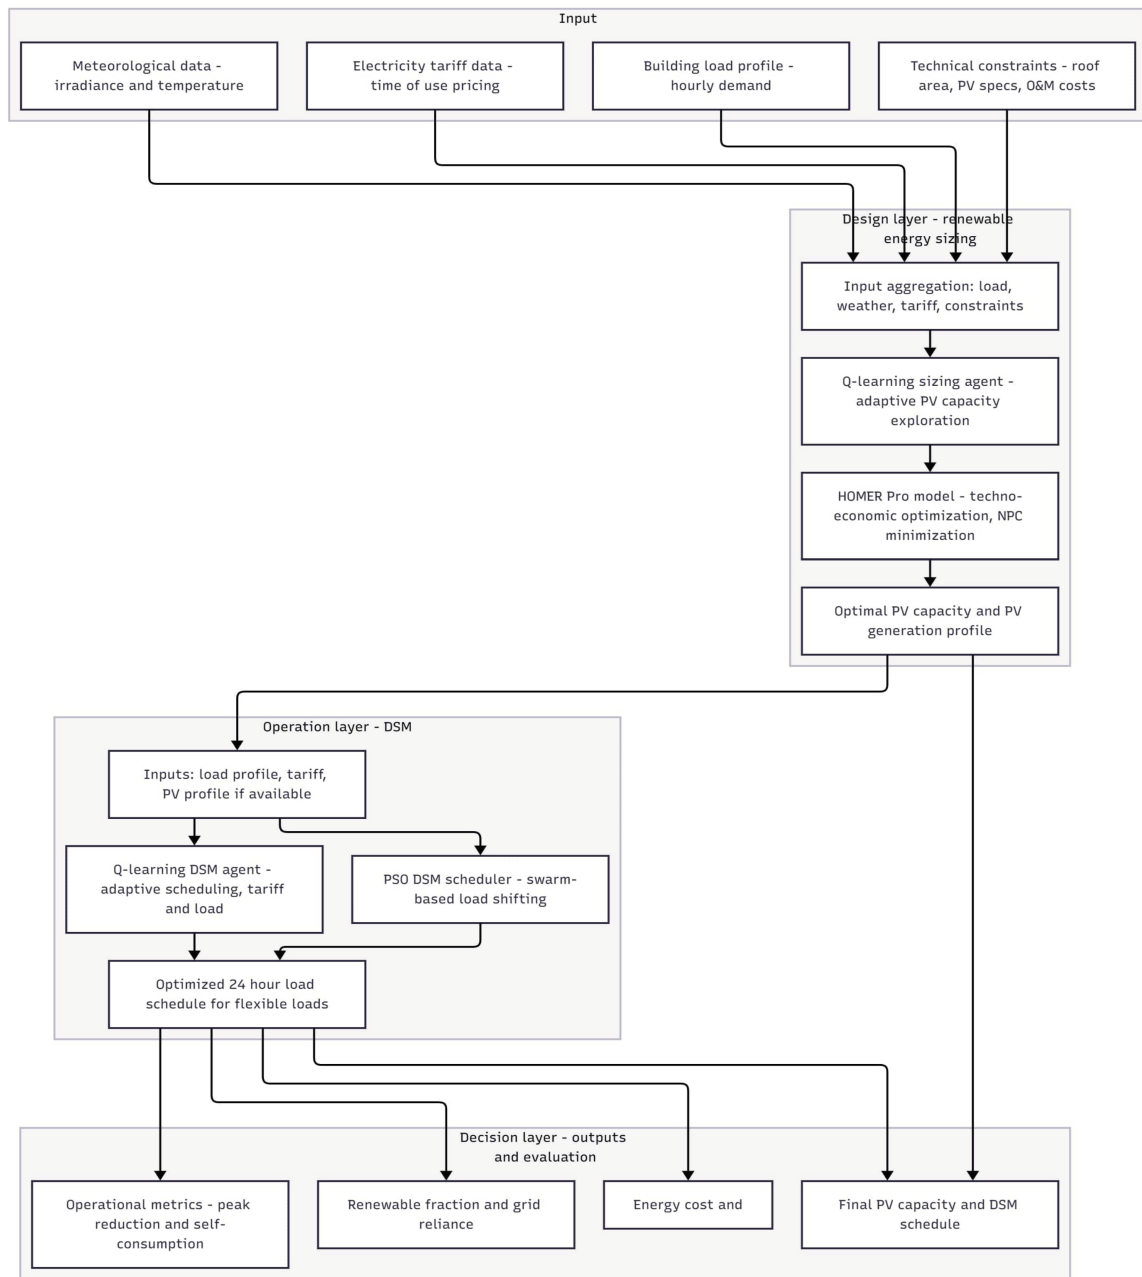 Input
Meteorological data -
irradiance and temperature
Electricity tariff data -
time of use pricing
Building load profile -
hourly demand
Technical constraints - roof
area, PV specs, O&M costs
Design layer - renewable
energy sizing
Input aggregation: load,
weather, tariff, constraints
Q-learning sizing agent -
adaptive PV capacity
exploration
HOMER Pro model - techno-
economic optimization, NPC
minimization
Optimal PV capacity and PV
generation profile
Operation layer - DSM
Inputs: load profile, tariff,
PV profile if available
Q-learning DSM agent -
adaptive scheduling, tariff
and load
PSO DSM scheduler - swarm-
based load shifting
Optimized 24 hour load
schedule for flexible loads
Decision layer - outputs
and evaluation
Operational metrics - peak
reduction and self-
consumption
Renewable fraction and grid
reliance
Energy cost and
Final PV capacity and DSM
schedule